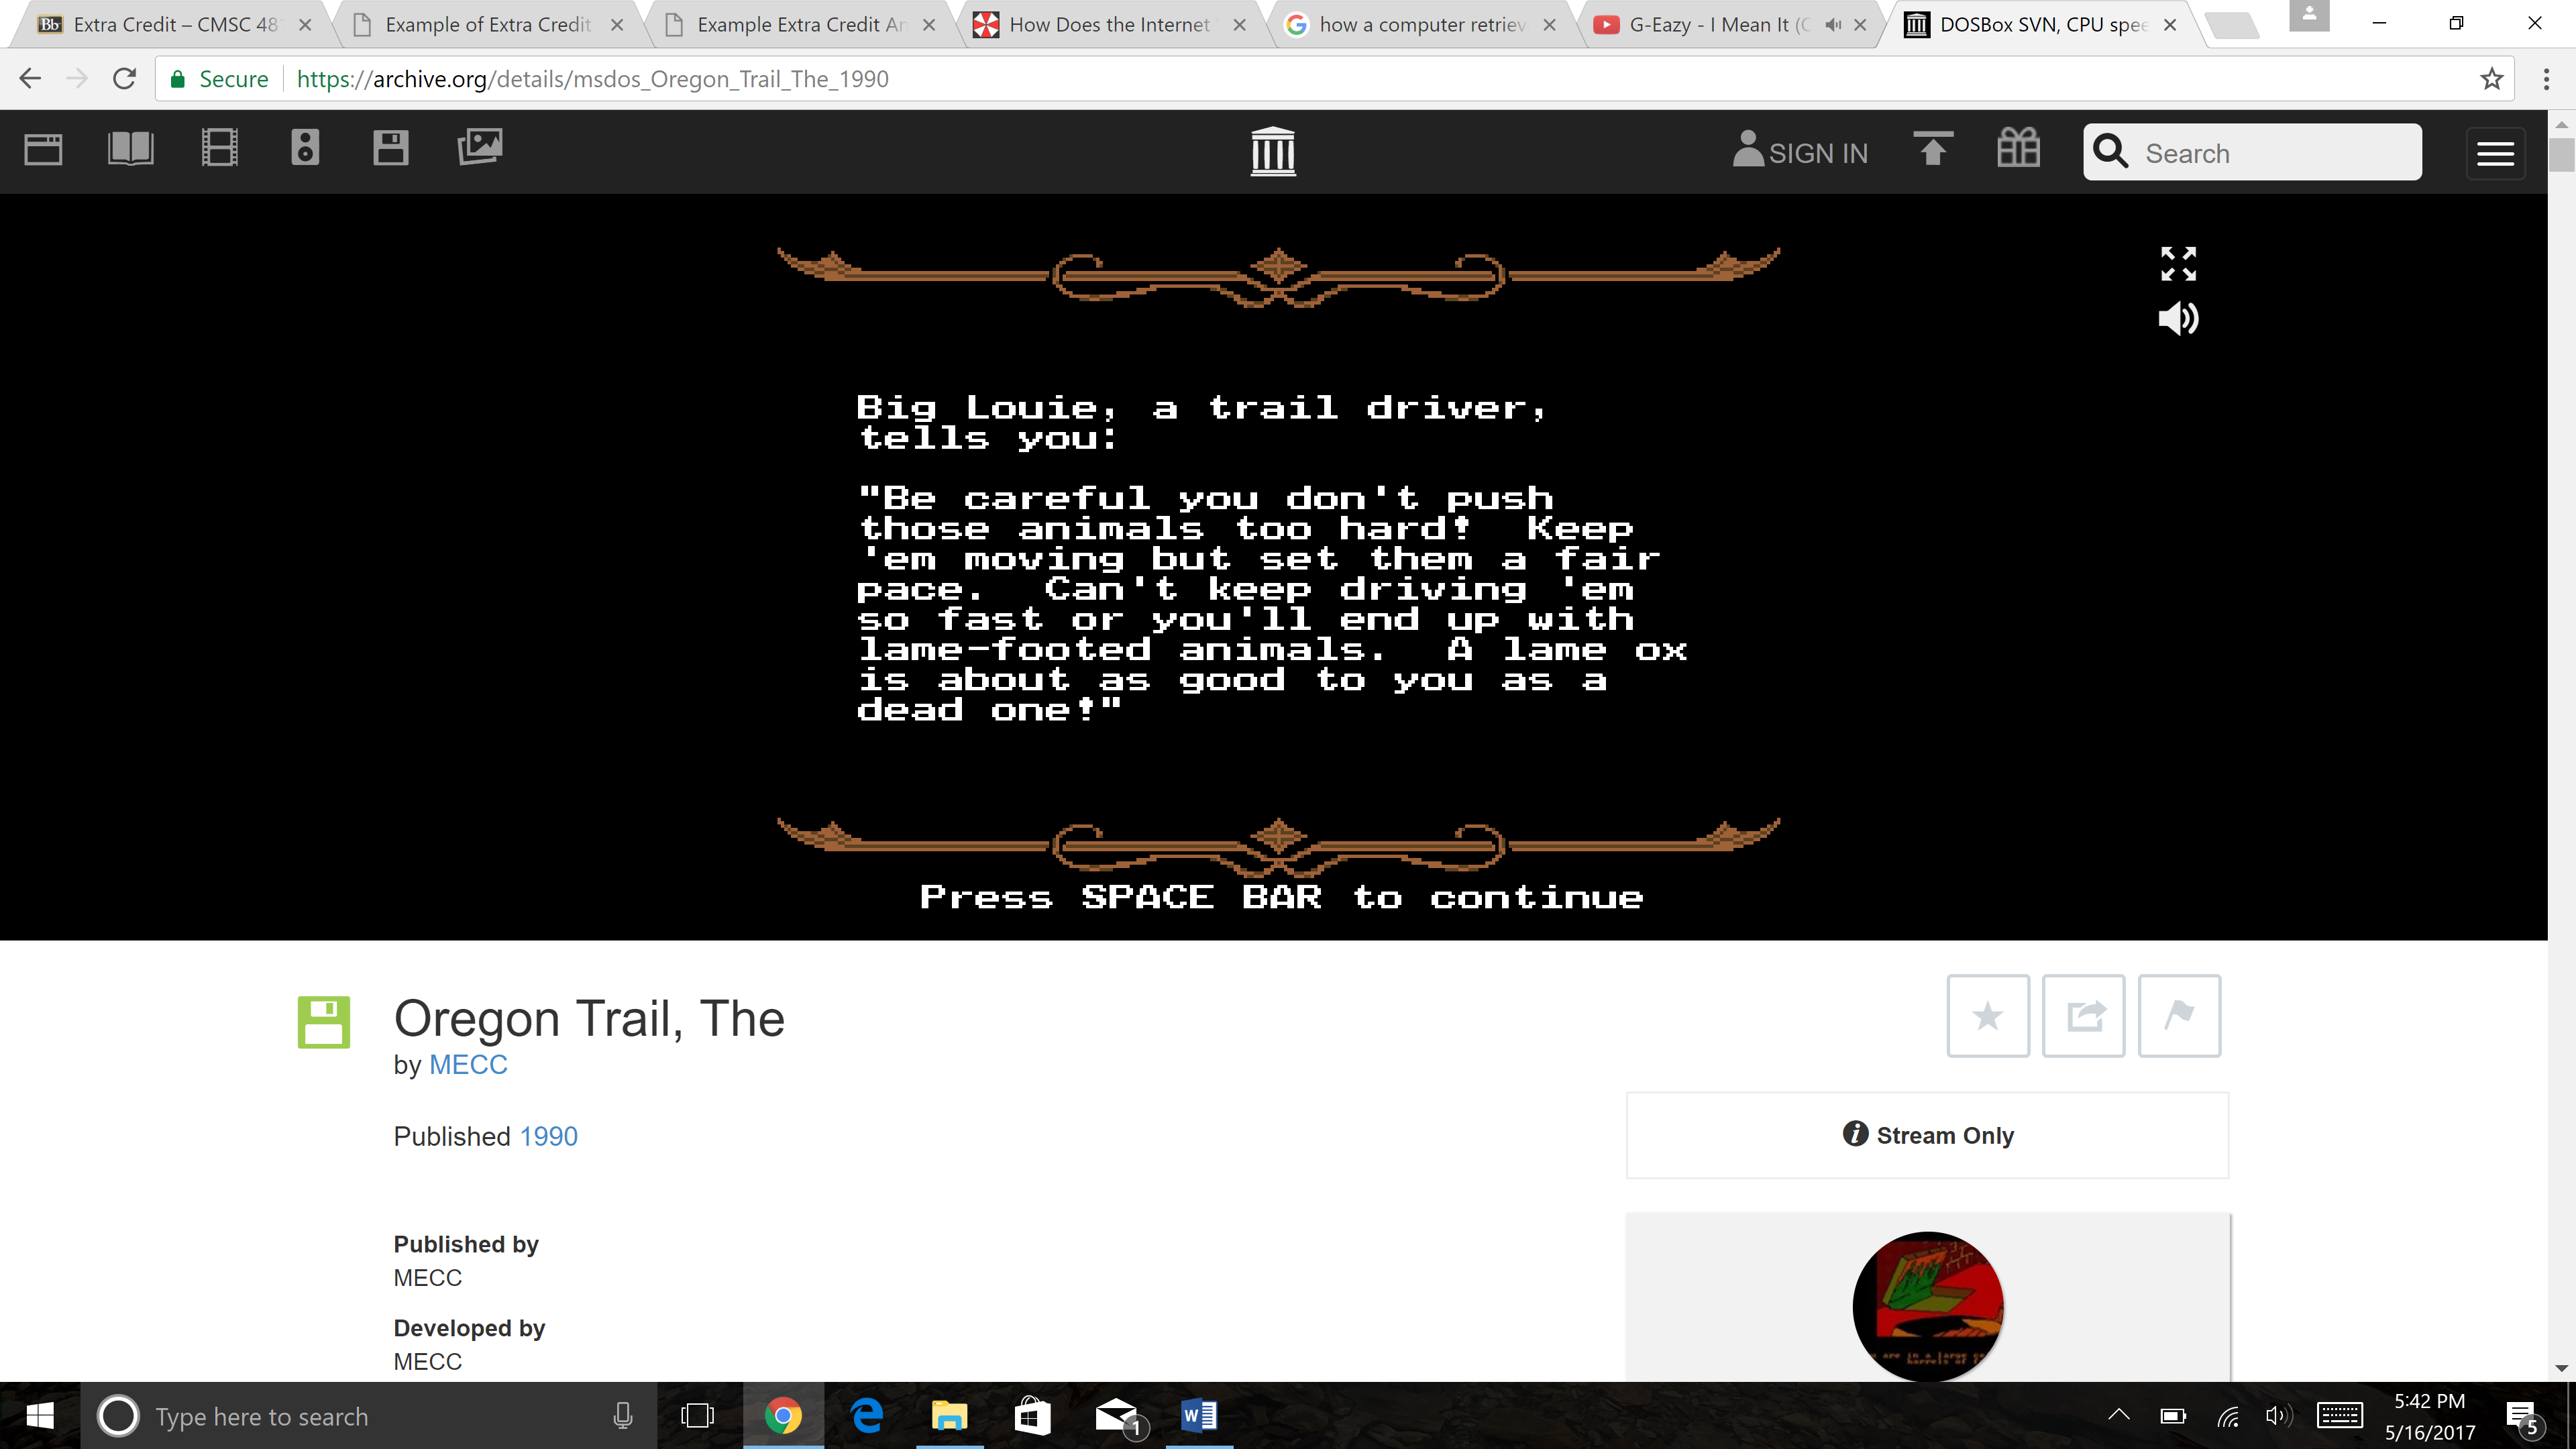 Extra Credit – CMSC 48
Example of Extra Credit
Example Extra Credit An
How Does the Internet
how a computer retriev
G-Eazy - I Mean It (
DOSBox SVN, CPU spee
Secure
https://archive.org/details/msdos_Oregon_Trail_The_1990
SIGN IN
Search
Big Louie, a trail driver,
tells you:
"Be careful you don't push
those animals too hard!  Keep
'em moving but set them a fair
pace.  Can't keep driving 'em
so fast or you'll end up with
lame-footed animals.  A lame ox
is about as good to you as a
dead one!"
Press SPACE BAR to continue
Oregon Trail, The
by MECC
Published 1990
Stream Only
Published by
MECC
Developed by
MECC
Type here to search
1
5:42 PM
5/16/2017
5